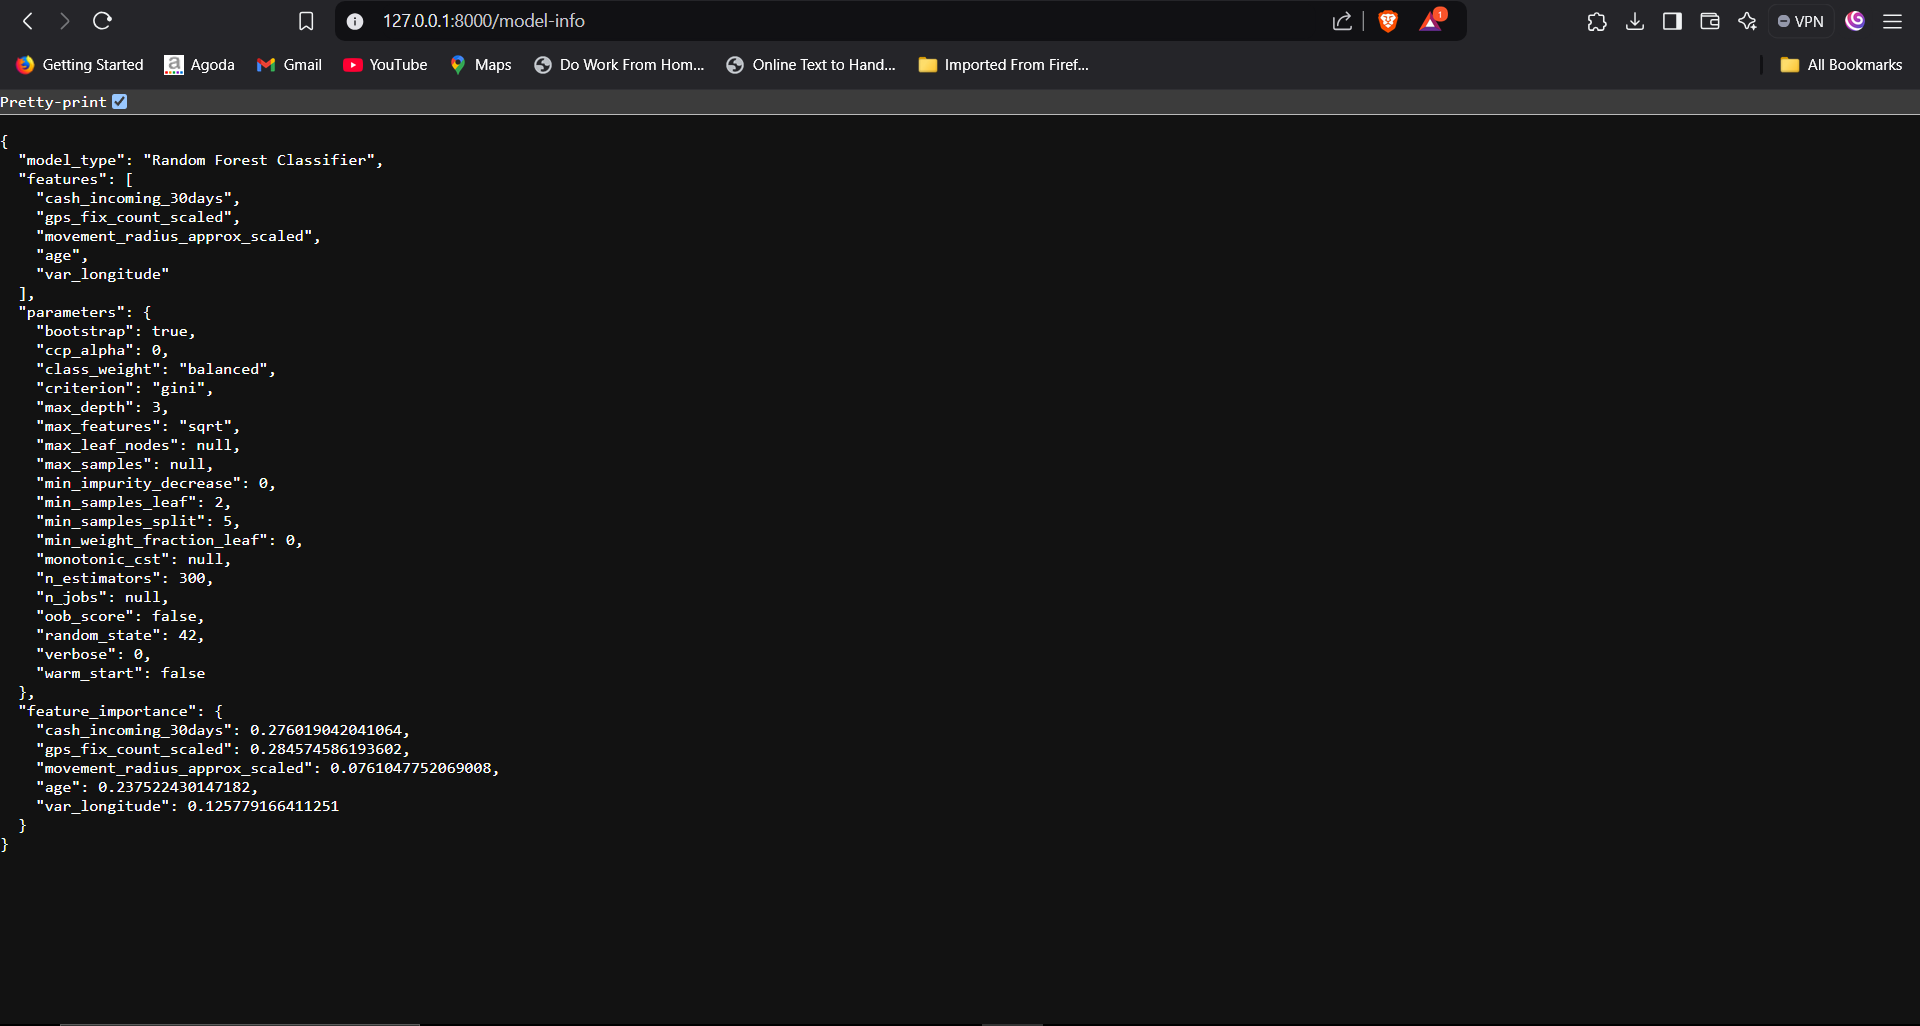 127.0.0.1:8000/model-info
1
VPN
Getting Started
Agoda
Gmail
YouTube
Maps
Do Work From Hom...
Online Text to Hand...
Imported From Firef...
All Bookmarks
Pretty-print
{
  "model_type": "Random Forest Classifier",
  "features": [
    "cash_incoming_30days",
    "gps_fix_count_scaled",
    "movement_radius_approx_scaled",
    "age",
    "var_longitude"
  ],
  "parameters": {
    "bootstrap": true,
    "ccp_alpha": 0,
    "class_weight": "balanced",
    "criterion": "gini",
    "max_depth": 3,
    "max_features": "sqrt",
    "max_leaf_nodes": null,
    "max_samples": null,
    "min_impurity_decrease": 0,
    "min_samples_leaf": 2,
    "min_samples_split": 5,
    "min_weight_fraction_leaf": 0,
    "monotonic_cst": null,
    "n_estimators": 300,
    "n_jobs": null,
    "oob_score": false,
    "random_state": 42,
    "verbose": 0,
    "warm_start": false
  },
  "feature_importance": {
    "cash_incoming_30days": 0.276019042041064,
    "gps_fix_count_scaled": 0.284574586193602,
    "movement_radius_approx_scaled": 0.0761047752069008,
    "age": 0.237522430147182,
    "var_longitude": 0.125779166411251
  }
}